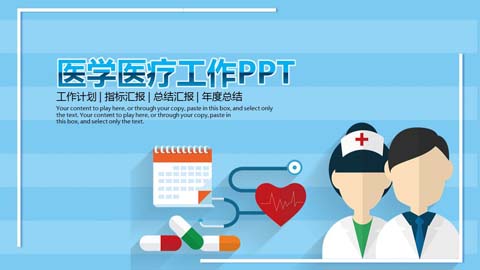 医学医疗工作PPT
工作计划 | 指标汇报 | 总结汇报 | 年度总结
Your content to play here, or through your copy, paste in this box, and select only
the text. Your content to play here, or through your copy, paste in
this box, and select only the text.